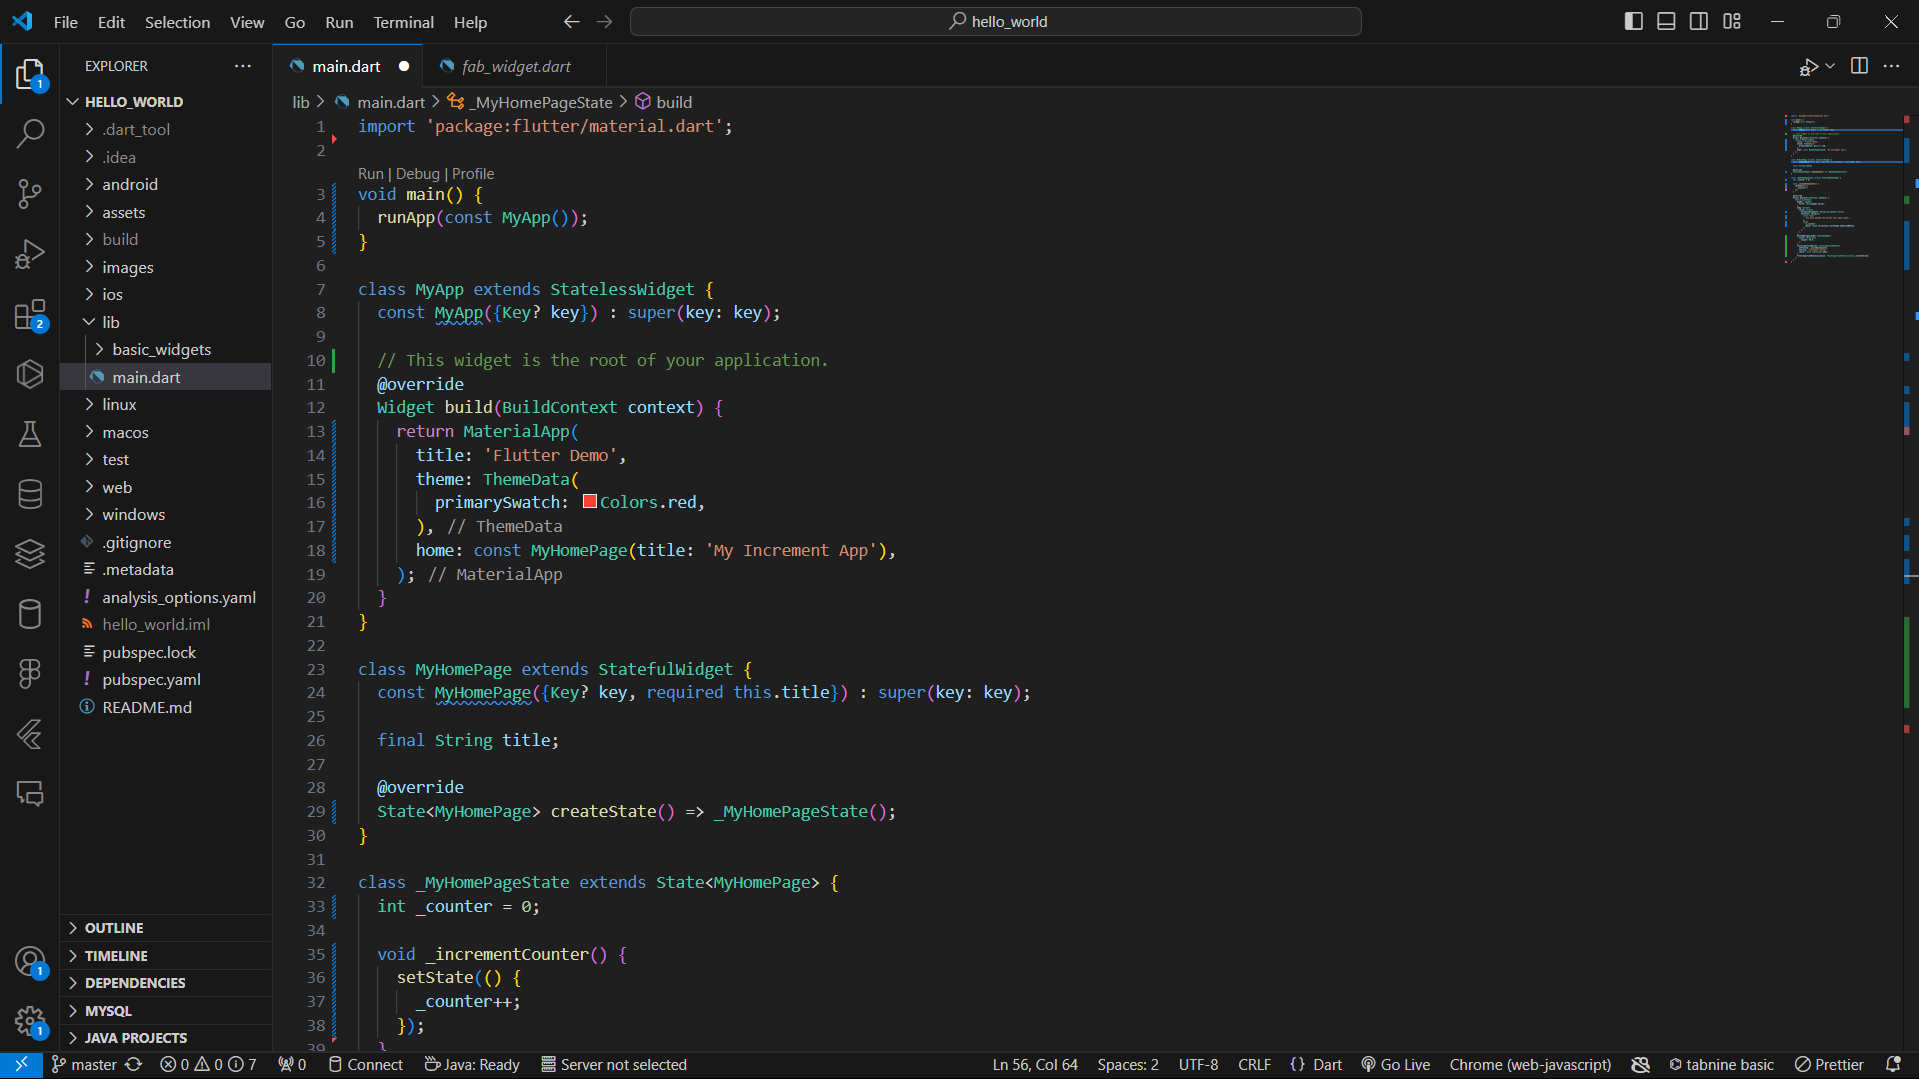 File Edit Selection View Go Run Terminal Help
hello_world
EXPLORER
HELLO_WORLD
.dart_tool
.idea
android
assets
build
images
ios
lib
basic_widgets
main.dart
linux
macos
test
web
windows
.gitignore
.metadata
analysis_options.yaml
hello_world.iml
pubspec.lock
pubspec.yaml
README.md
OUTLINE
TIMELINE
DEPENDENCIES
MYSQL
JAVA PROJECTS
1
2
1
1
main.dart
fab_widget.dart
lib > main.dart > _MyHomePageState > build
1 import 'package:flutter/material.dart';
2
Run | Debug | Profile
3 void main() {
4 runApp(const MyApp());
5 }
6
7 class MyApp extends StatelessWidget {
8 const MyApp({Key? key}) : super(key: key);
9
10 // This widget is the root of your application.
11 @override
12 Widget build(BuildContext context) {
13 return MaterialApp(
14 title: 'Flutter Demo',
15 theme: ThemeData(
16 primarySwatch: Colors.red,
17 ), // ThemeData
18 home: const MyHomePage(title: 'My Increment App'),
19 ); // MaterialApp
20 }
21 }
22
23 class MyHomePage extends StatefulWidget {
24 const MyHomePage({Key? key, required this.title}) : super(key: key);
25
26 final String title;
27
28 @override
29 State<MyHomePage> createState() => _MyHomePageState();
30 }
31
32 class _MyHomePageState extends State<MyHomePage> {
33 int _counter = 0;
34
35 void _incrementCounter() {
36 setState(() {
37 _counter++;
38 });
39 }
master 0 0 7 0 Connect Java: Ready Server not selected Ln 56, Col 64 Spaces: 2 UTF-8 CRLF {} Dart Go Live Chrome (web-javascript) tabnine basic Prettier